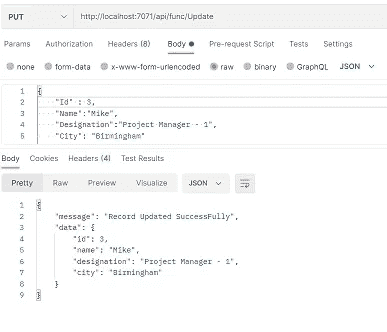 PUT http://localhost:7071/api/func/Update
Params Authorization Headers (8) Body Pre-request Script Tests Settings
none form-data x-www-form-urlencoded raw binary GraphQL JSON
1 {
2 "Id" : 3,
3 "Name":"Mike",
4 "Designation":"Project Manager - 1",
5 "City": "Birmingham"
Body Cookies Headers (4) Test Results
Pretty Raw Preview Visualize JSON
1 {
2 "message": "Record Updated SuccessFully",
3 "data": {
4 "id": 3,
5 "name": "Mike",
6 "designation": "Project Manager - 1",
7 "city": "Birmingham"
8 }
9 }